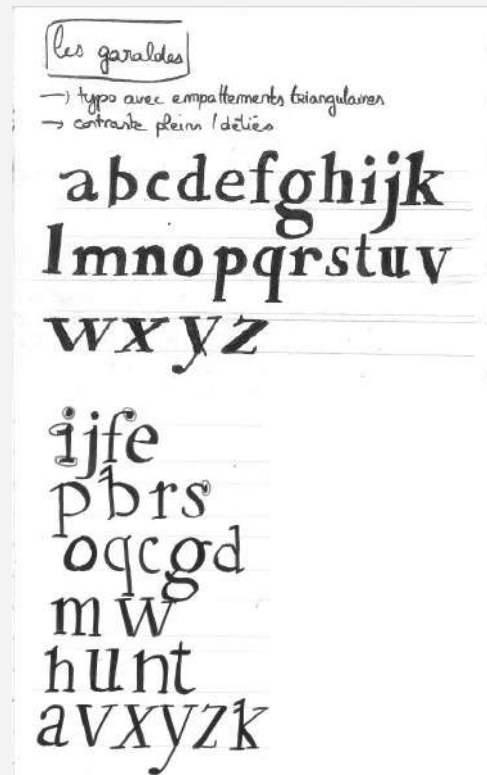 les garaldes
→ typo avec empattements triangulaires
→ contraste pleins / déliés
abcdefghijk
lmnopqrstuv
wxyz
ijfe
pbrs
oqcgd
mw
hunt
avxyzk